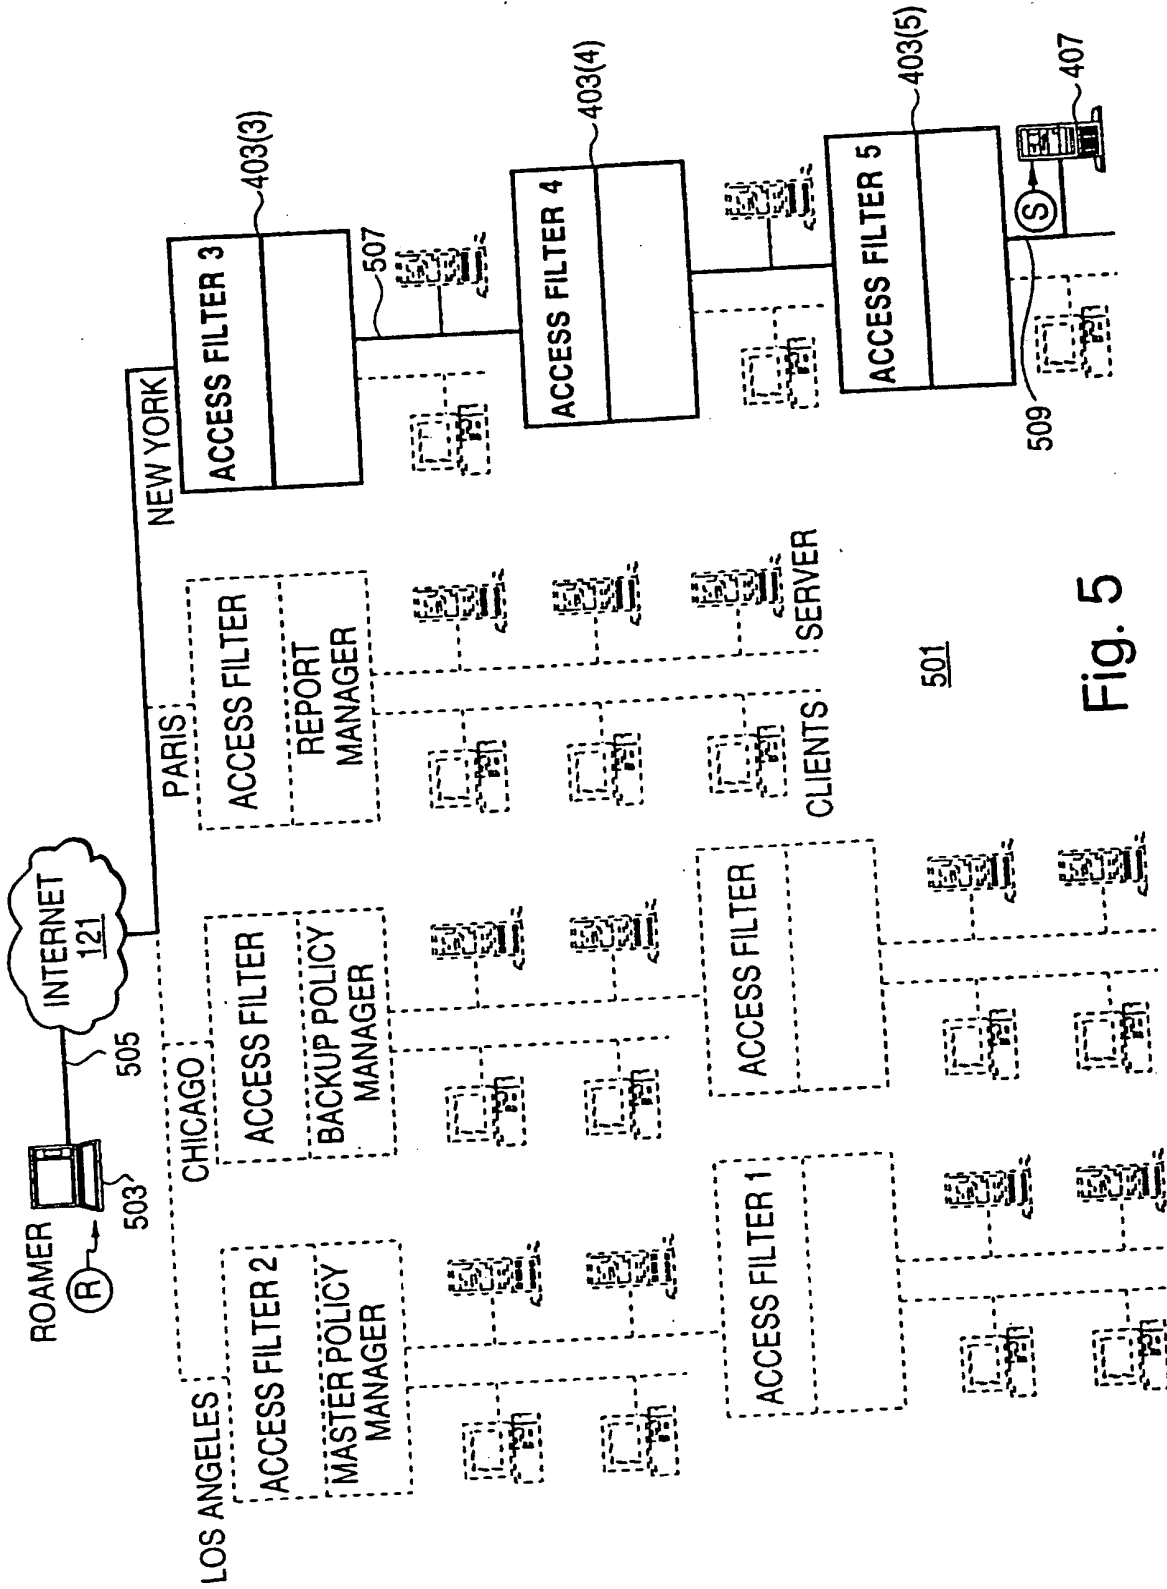 ROAMER
R
503
505
INTERNET
121
LOS ANGELES
ACCESS FILTER 2
MASTER POLICY
MANAGER
ACCESS FILTER 1
CHICAGO
ACCESS FILTER
BACKUP POLICY
MANAGER
ACCESS FILTER
PARIS
ACCESS FILTER
REPORT
MANAGER
CLIENTS
SERVER
NEW YORK
ACCESS FILTER 3
403(3)
507
ACCESS FILTER 4
403(4)
ACCESS FILTER 5
403(5)
509
S
407
501
Fig. 5